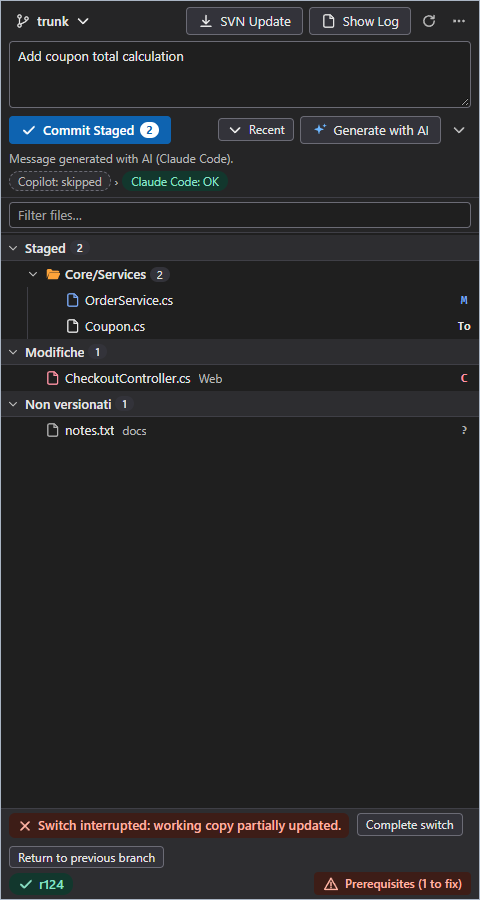 trunk SVN Update Show Log
Add coupon total calculation
Commit Staged 2 Recent Generate with AI
Message generated with AI (Claude Code).
Copilot: skipped › Claude Code: OK
Filter files...
Staged 2
Core/Services 2
OrderService.cs M
Coupon.cs To
Modifiche 1
CheckoutController.cs Web C
Non versionati 1
notes.txt docs ?
Switch interrupted: working copy partially updated. Complete switch
Return to previous branch
r124 Prerequisites (1 to fix)